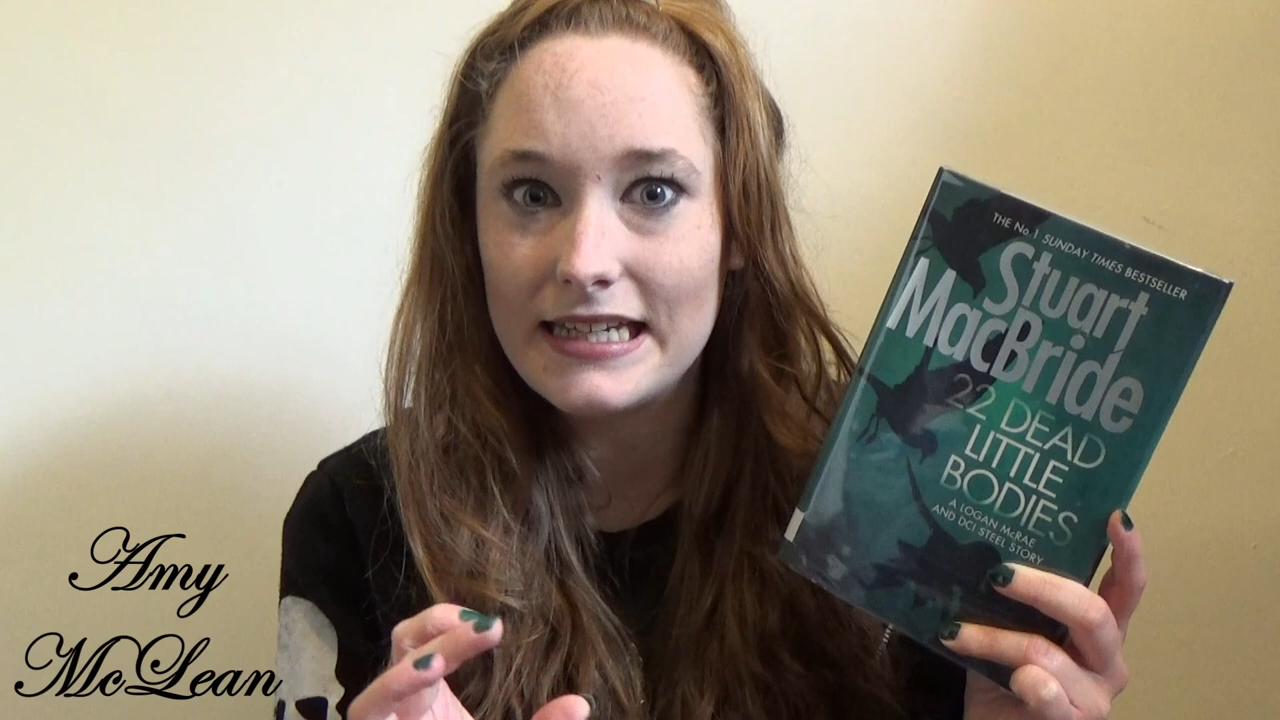 THE No.1 SUNDAY TIMES BESTSELLER
Stuart
MacBride
22 DEAD
LITTLE
BODIES
A LOGAN McRAE
AND DCI STEEL STORY
Amy
McLean